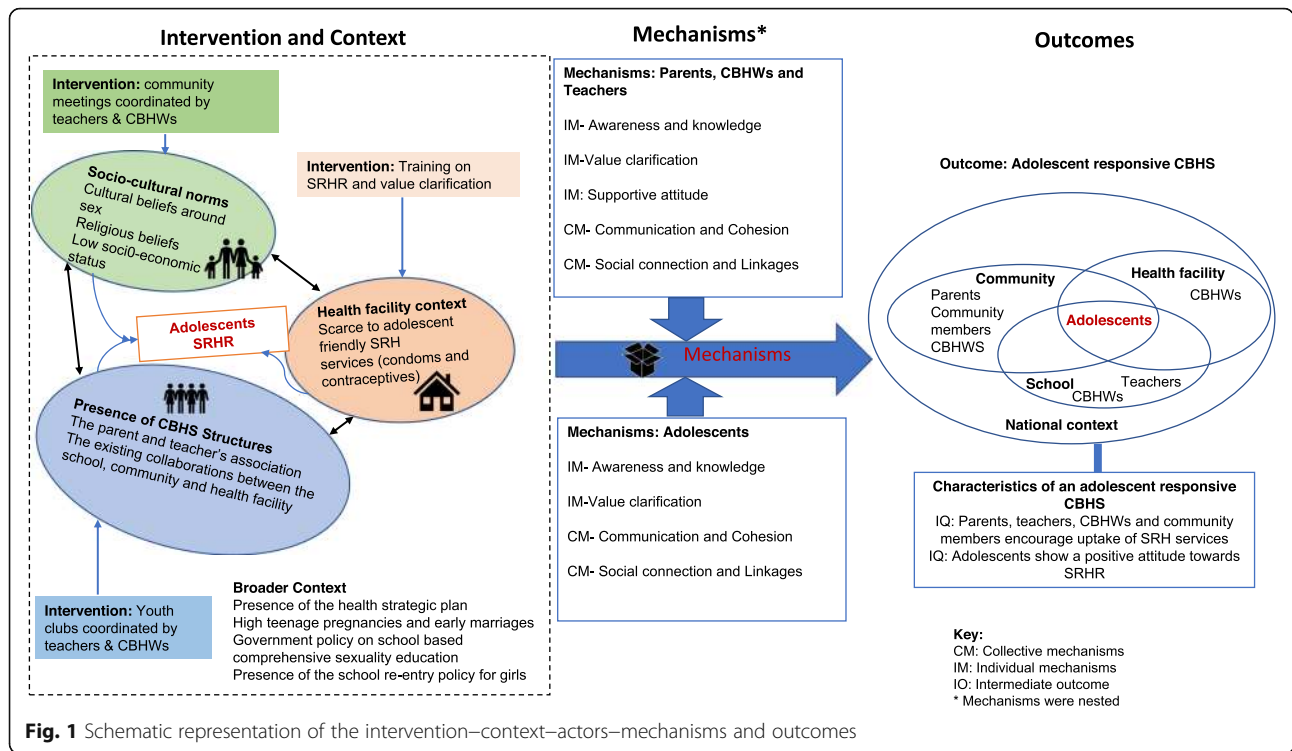 Intervention and Context
Mechanisms*
Outcomes
Intervention: community
meetings coordinated by
teachers & CBHWs
Socio-cultural norms
Cultural beliefs around
sex
Religious beliefs
Low soci0-economic
status
Intervention: Training on
SRHR and value clarification
Adolescents
SRHR
Health facility context
Scarce to adolescent
friendly SRH
services (condoms and
contraceptives)
Presence of CBHS Structures
The parent and teacher's association
The existing collaborations between the
school, community and health facility
Intervention: Youth
clubs coordinated by
teachers & CBHWs
Broader Context
Presence of the health strategic plan
High teenage pregnancies and early marriages
Government policy on school based
comprehensive sexuality education
Presence of the school re-entry policy for girls
Mechanisms: Parents, CBHWs and
Teachers
IM- Awareness and knowledge
IM-Value clarification
IM: Supportive attitude
CM- Communication and Cohesion
CM- Social connection and Linkages
Mechanisms
Mechanisms: Adolescents
IM- Awareness and knowledge
IM-Value clarification
CM- Communication and Cohesion
CM- Social connection and Linkages
Outcome: Adolescent responsive CBHS
Community
Parents
Community
members
CBHWS
Health facility
CBHWs
Adolescents
School
CBHWs
Teachers
National context
Characteristics of an adolescent responsive
CBHS
IQ: Parents, teachers, CBHWs and community
members encourage uptake of SRH services
IQ: Adolescents show a positive attitude towards
SRHR
Key:
CM: Collective mechanisms
IM: Individual mechanisms
IO: Intermediate outcome
* Mechanisms were nested
Fig. 1 Schematic representation of the intervention–context–actors–mechanisms and outcomes